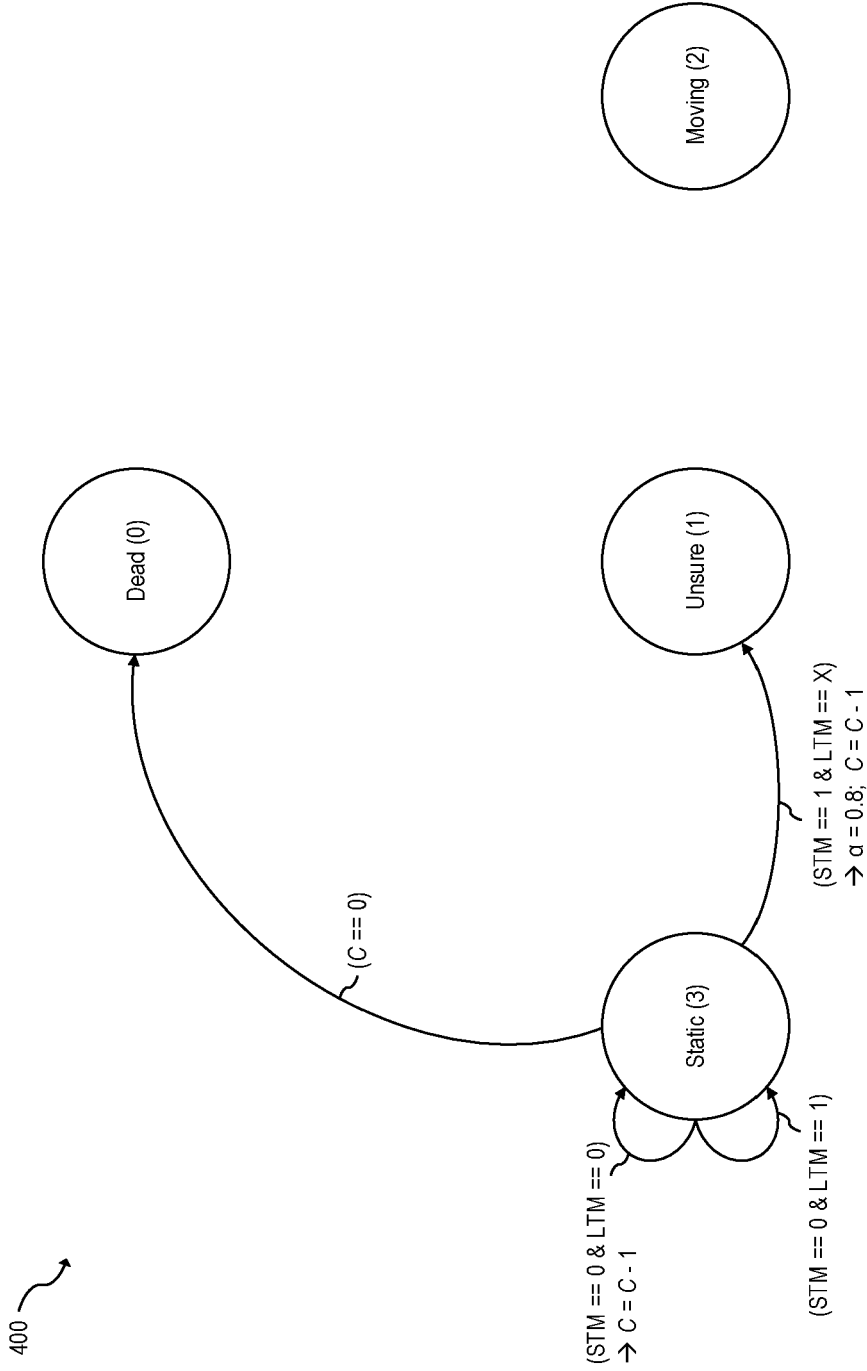 400
Dead (0)
(C == 0)
(STM == 0 & LTM == 0)
→ C = C - 1
Static (3)
Unsure (1)
Moving (2)
(STM == 0 & LTM == 1)
(STM == 1 & LTM == X)
→ α = 0.8; C = C - 1